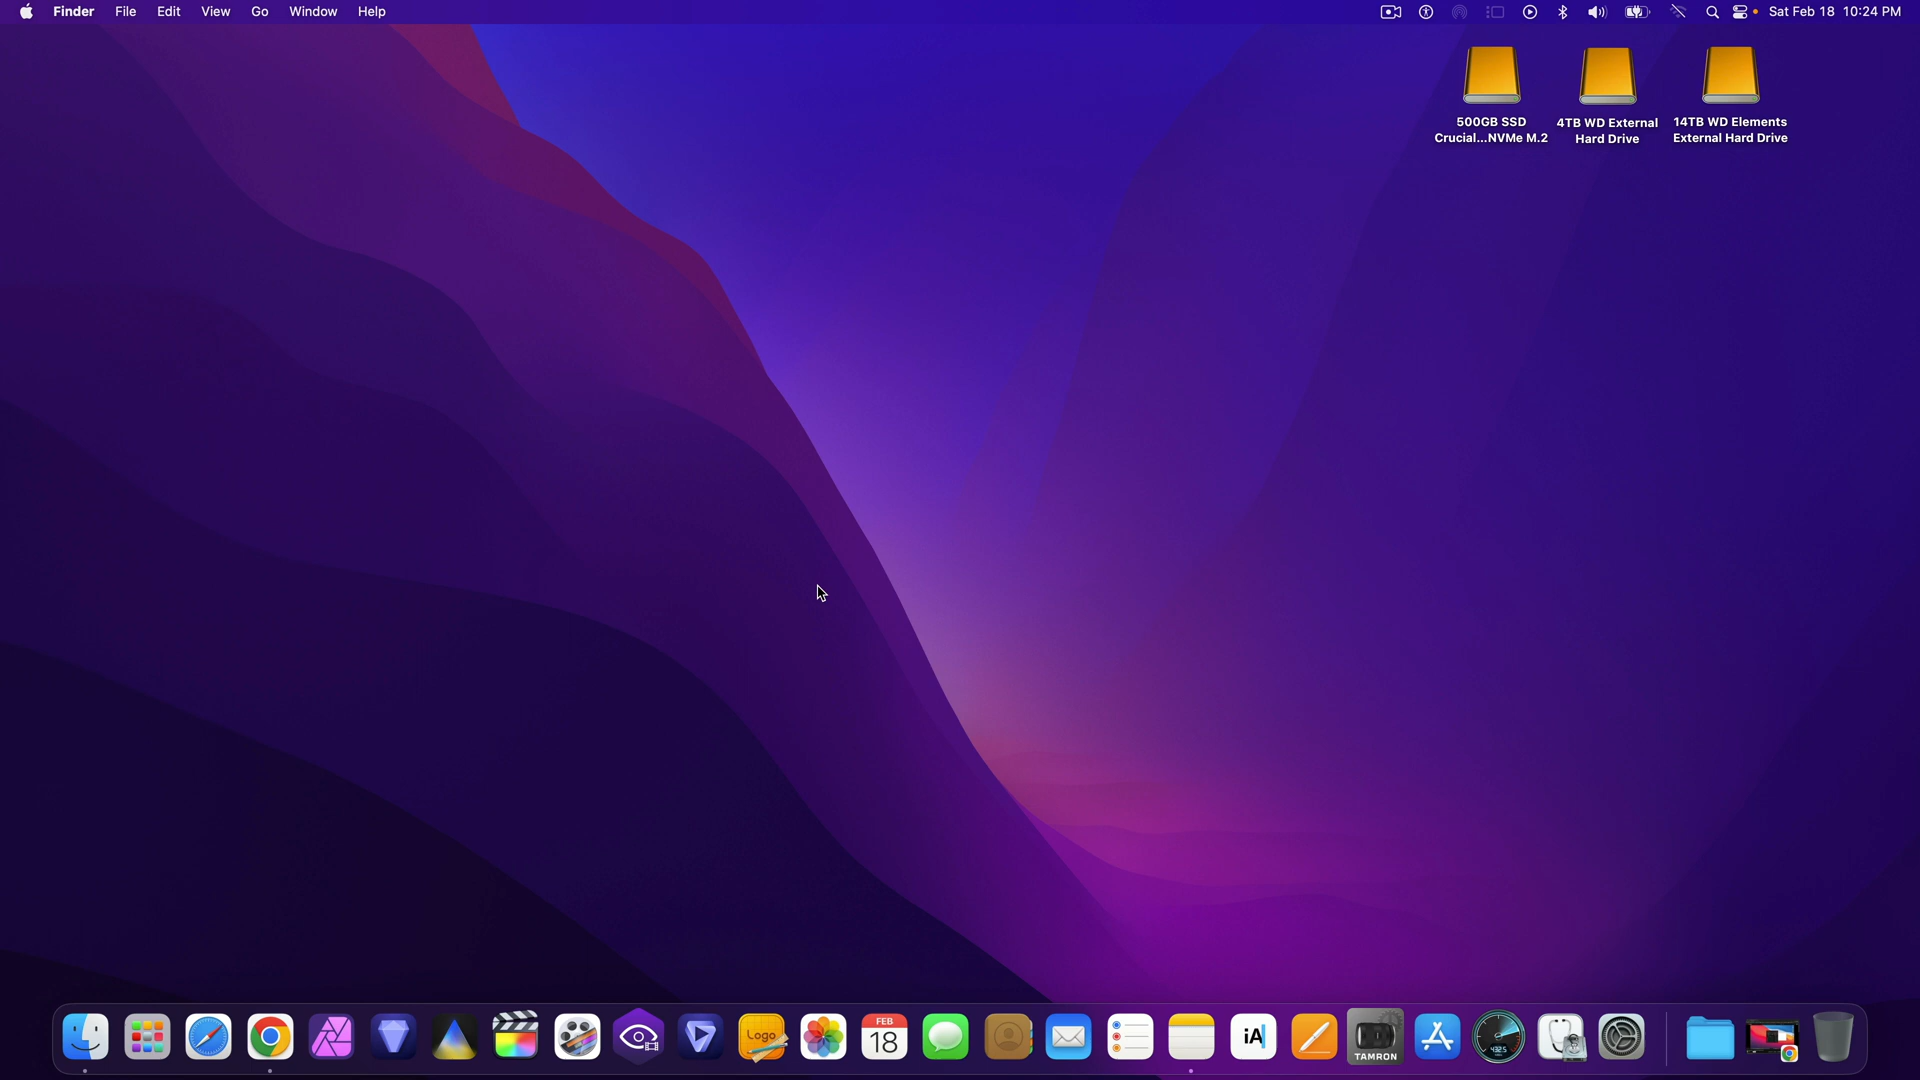 Finder File Edit View Go Window Help Sat Feb 18 10:24 PM
500GB SSD
Crucial...NVMe M.2
4TB WD External
Hard Drive
14TB WD Elements
External Hard Drive
Logo
FEB
18
iA
TAMRON